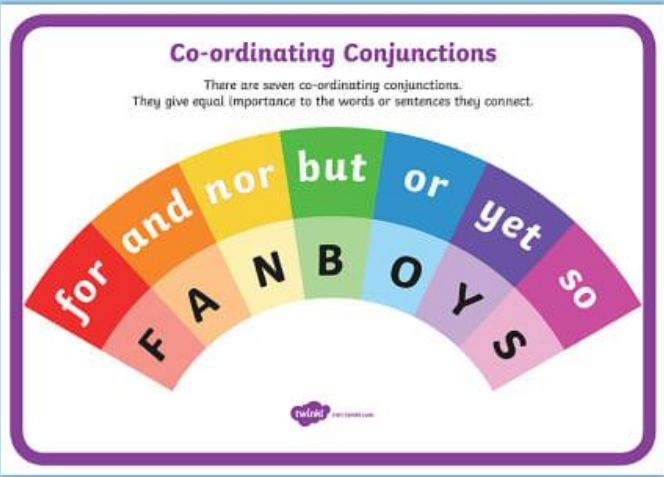 Co-ordinating Conjunctions
There are seven co-ordinating conjunctions.
They give equal importance to the words or sentences they connect.
for and nor but or yet so
F A N B O Y S
twinkl